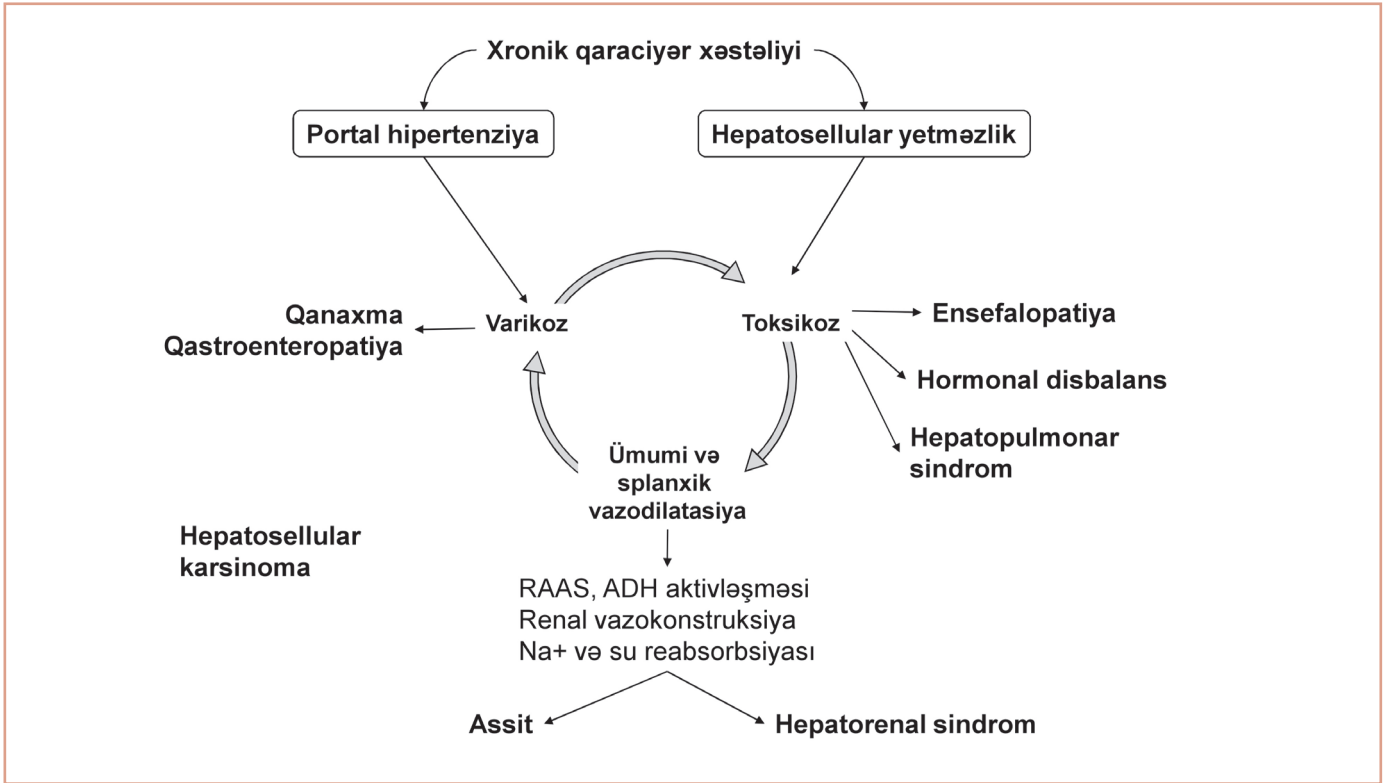 Xronik qaraciyər xəstəliyi
Portal hipertenziya
Hepatosellular yetməzlik
Qanaxma
Qastroenteropatiya
Varikoz
Toksikoz
Ensefalopatiya
Hormonal disbalans
Hepatopulmonar
sindrom
Ümumi və
splanxik
vazodilatasiya
Hepatosellular
karsinoma
RAAS, ADH aktivləşməsi
Renal vazokonstruksiya
Na+ və su reabsorbsiyası
Assit
Hepatorenal sindrom